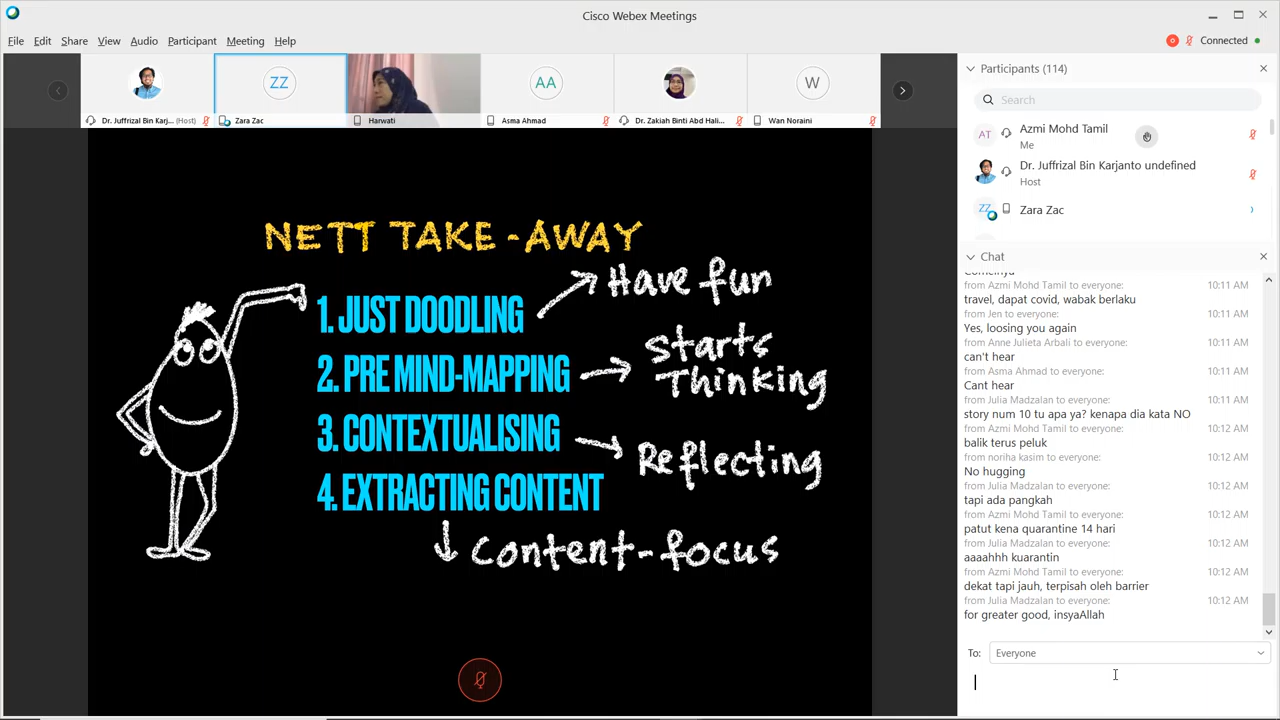 Cisco Webex Meetings
File Edit Share View Audio Participant Meeting Help
Connected
ZZ
AA
W
Dr. Juffrizal Bin Karj... (Host)
Zara Zac
Harwati
Asma Ahmad
Dr. Zakiah Binti Abd Hali...
Wan Noraini
NETT TAKE-AWAY
1. JUST DOODLING
Have fun
2. PRE MIND-MAPPING
Starts
Thinking
3. CONTEXTUALISING
Reflecting
4. EXTRACTING CONTENT
Content-focus
Participants (114)
Search
AT
Azmi Mohd Tamil
Me
Dr. Juffrizal Bin Karjanto undefined
Host
ZZ
Zara Zac
Chat
from Azmi Mohd Tamil to everyone: 10:11 AM
travel, dapat covid, wabak berlaku
from Jen to everyone: 10:11 AM
Yes, loosing you again
from Anne Julieta Arbali to everyone: 10:11 AM
can't hear
from Asma Ahmad to everyone: 10:11 AM
Cant hear
from Julia Madzalan to everyone: 10:11 AM
story num 10 tu apa ya? kenapa dia kata NO
from Azmi Mohd Tamil to everyone: 10:12 AM
balik terus peluk
from noriha kasim to everyone: 10:12 AM
No hugging
from Julia Madzalan to everyone: 10:12 AM
tapi ada pangkah
from Azmi Mohd Tamil to everyone: 10:12 AM
patut kena quarantine 14 hari
from Julia Madzalan to everyone: 10:12 AM
aaaahhh kuarantin
from Azmi Mohd Tamil to everyone: 10:12 AM
dekat tapi jauh, terpisah oleh barrier
from Julia Madzalan to everyone: 10:12 AM
for greater good, insyaAllah
To: Everyone